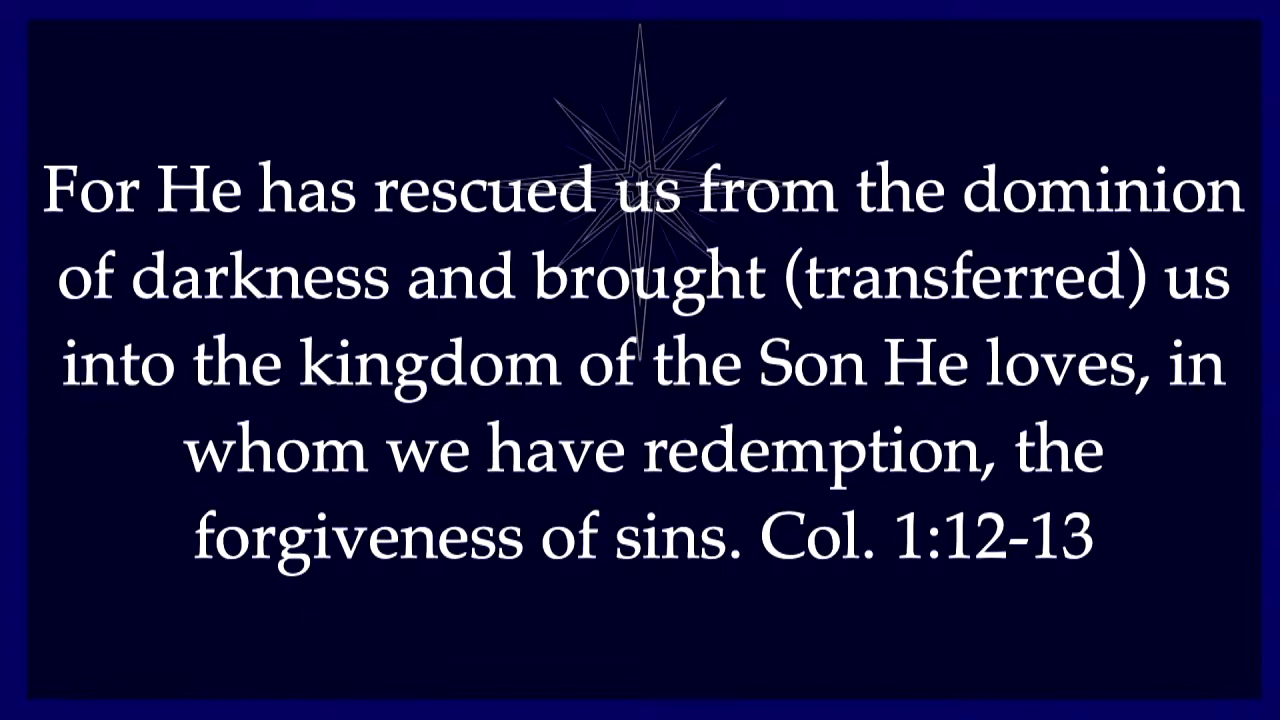 For He has rescued us from the dominion
of darkness and brought (transferred) us
into the kingdom of the Son He loves, in
whom we have redemption, the
forgiveness of sins. Col. 1:12-13